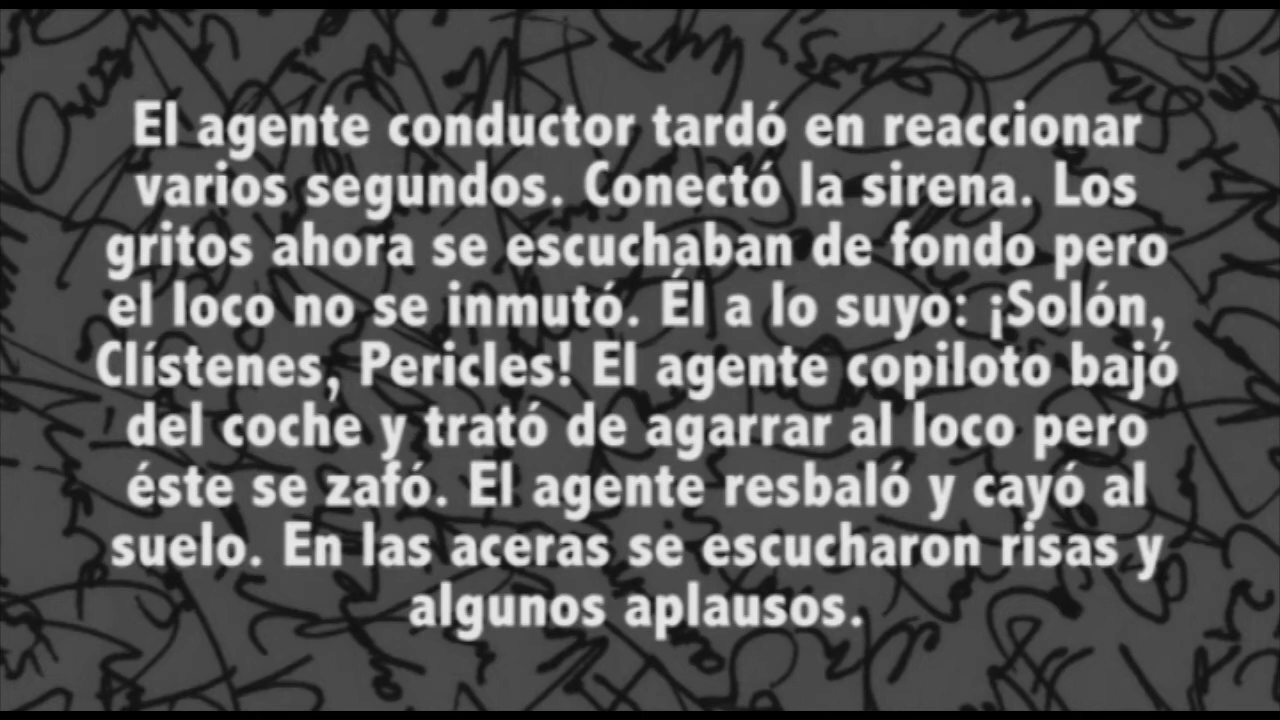 El agente conductor tardó en reaccionar
varios segundos. Conectó la sirena. Los
gritos ahora se escuchaban de fondo pero
el loco no se inmutó. Él a lo suyo: ¡Solón,
Clístenes, Pericles! El agente copiloto bajó
del coche y trató de agarrar al loco pero
éste se zafó. El agente resbaló y cayó al
suelo. En las aceras se escucharon risas y
algunos aplausos.